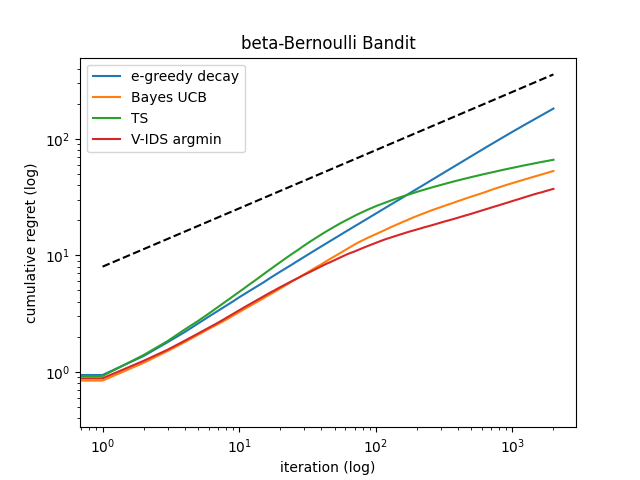 beta-Bernoulli Bandit
e-greedy decay
Bayes UCB
TS
V-IDS argmin
cumulative regret (log)
10²
10¹
10⁰
10⁰ 10¹ 10² 10³
iteration (log)